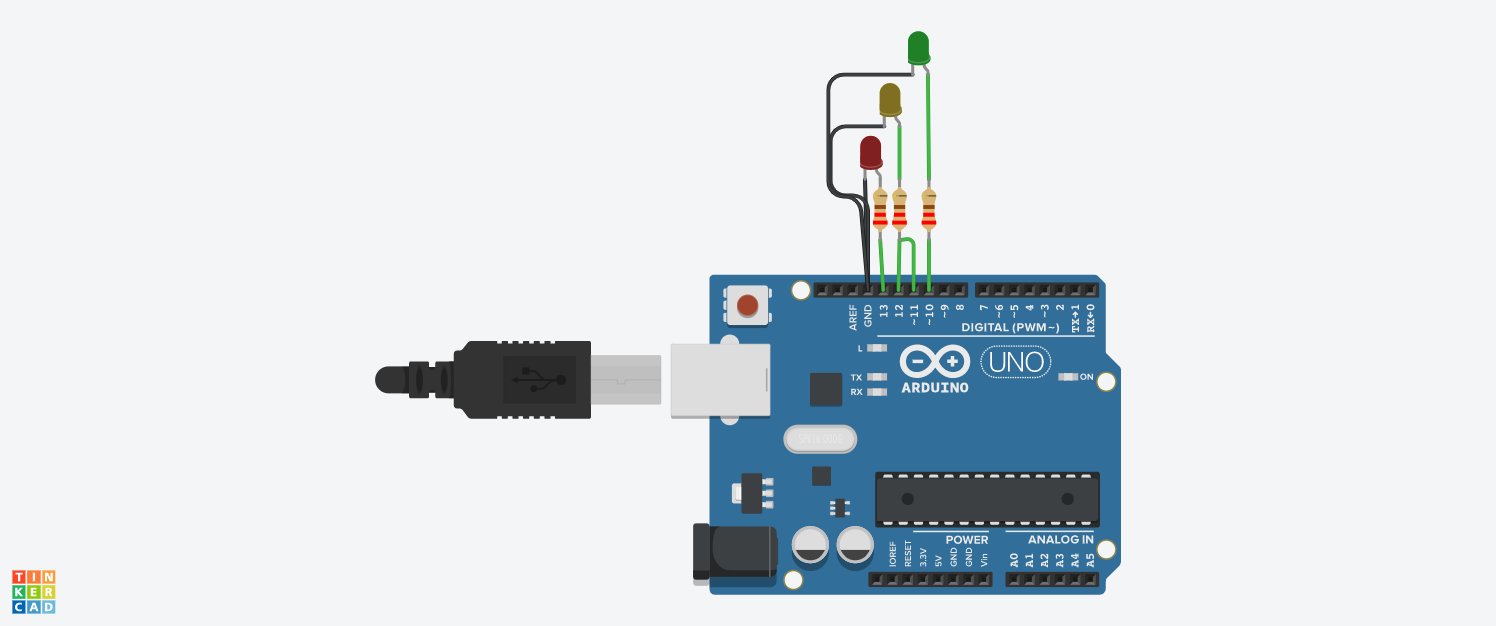 AREF
GND
13
12
~11
~10
~9
8
7
~6
~5
4
~3
2
TX→1
RX←0
DIGITAL (PWM~)
L
TX
RX
ARDUINO
UNO
ON
POWER
ANALOG IN
IOREF
RESET
3.3V
5V
GND
GND
Vin
A0
A1
A2
A3
A4
A5
TIN
KER
CAD